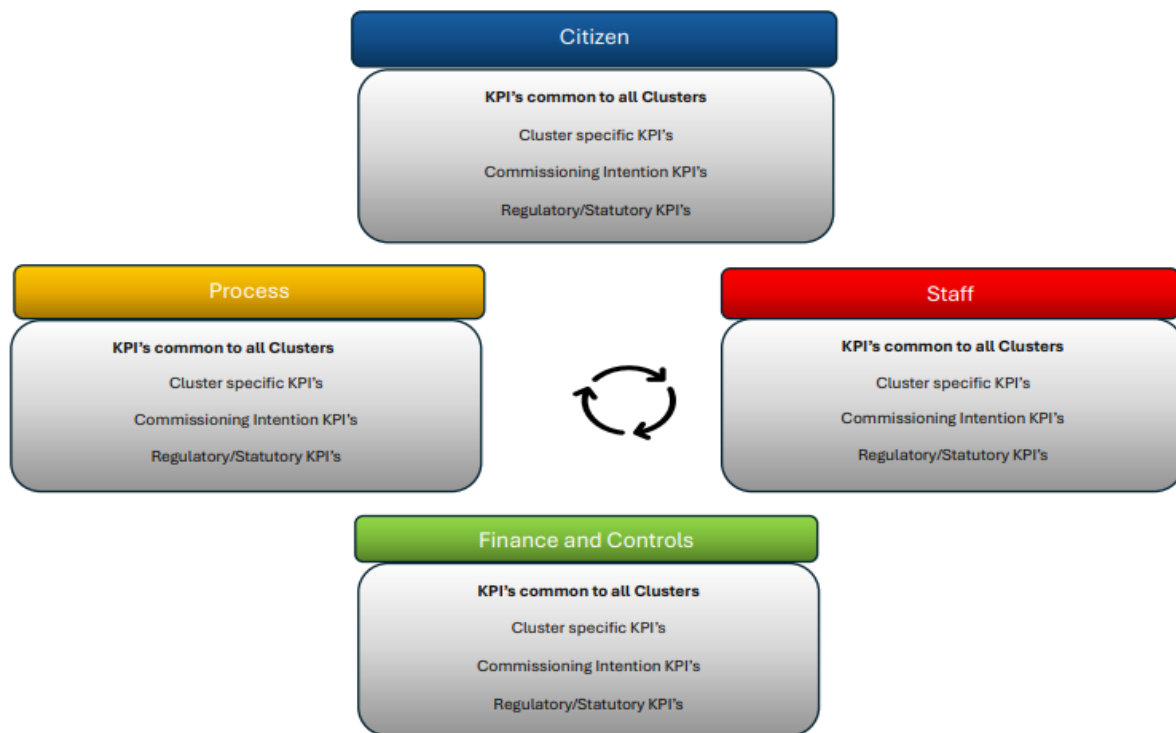 Citizen
KPI’s common to all Clusters
Cluster specific KPI’s
Commissioning Intention KPI’s
Regulatory/Statutory KPI’s
Process
KPI’s common to all Clusters
Cluster specific KPI’s
Commissioning Intention KPI’s
Regulatory/Statutory KPI’s
Staff
KPI’s common to all Clusters
Cluster specific KPI’s
Commissioning Intention KPI’s
Regulatory/Statutory KPI’s
Finance and Controls
KPI’s common to all Clusters
Cluster specific KPI’s
Commissioning Intention KPI’s
Regulatory/Statutory KPI’s